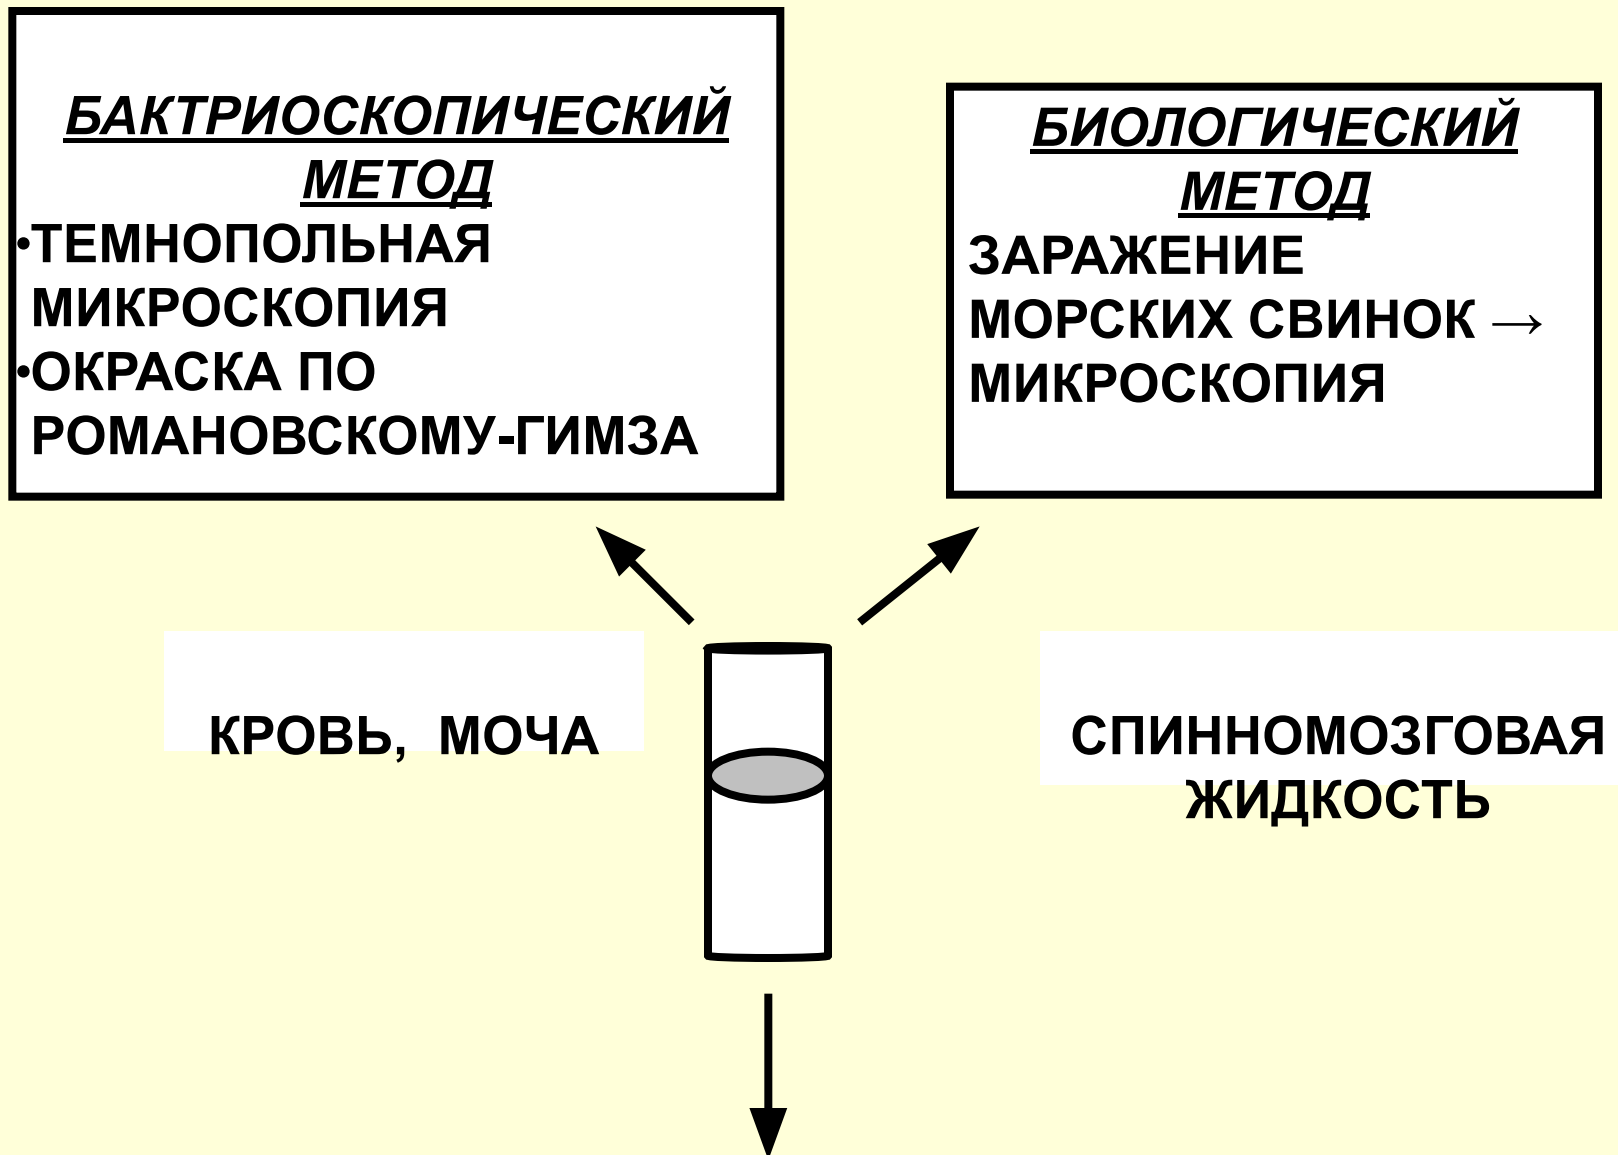 БАКТРИОСКОПИЧЕСКИЙ
МЕТОД
•ТЕМНОПОЛЬНАЯ
МИКРОСКОПИЯ
•ОКРАСКА ПО
РОМАНОВСКОМУ-ГИМЗА
БИОЛОГИЧЕСКИЙ
МЕТОД
ЗАРАЖЕНИЕ
МОРСКИХ СВИНОК →
МИКРОСКОПИЯ
КРОВЬ, МОЧА
СПИННОМОЗГОВАЯ
ЖИДКОСТЬ